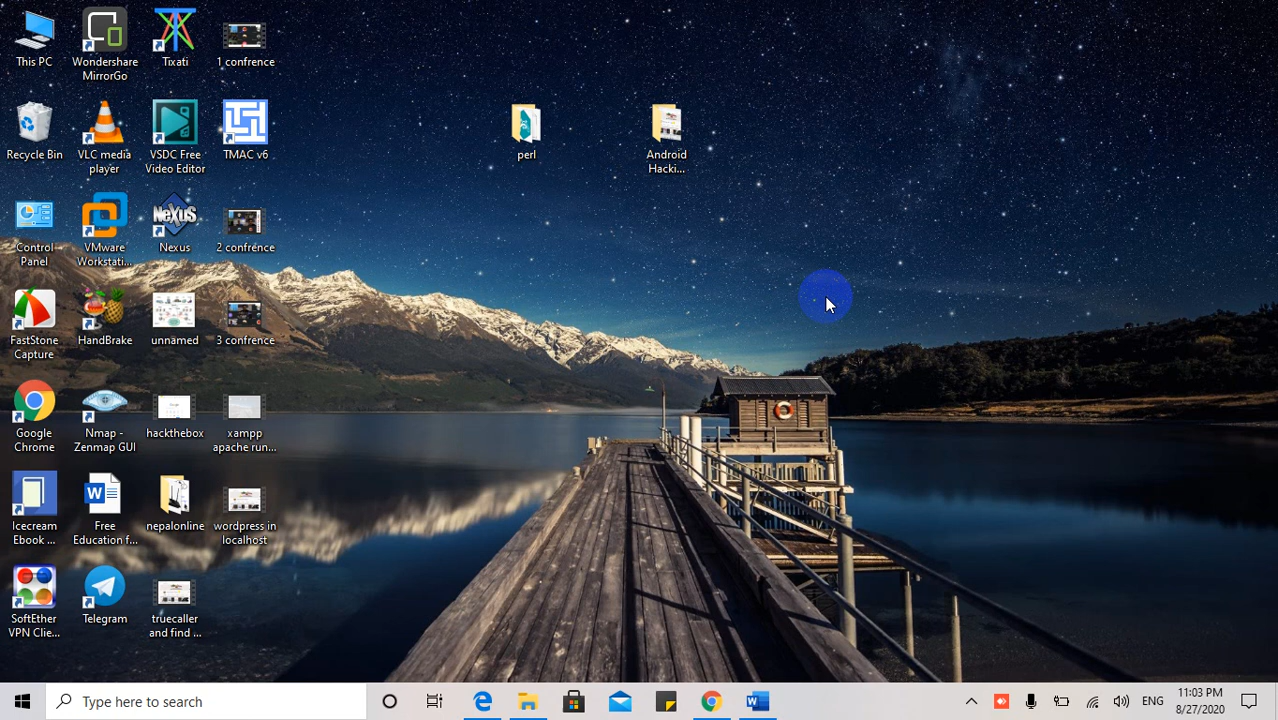 This PC
Wondershare
MirrorGo
Tixati
1 confrence
Recycle Bin
VLC media
player
VSDC Free
Video Editor
TMAC v6
perl
Android
Hacki...
Control
Panel
VMware
Workstati...
NEXUS
Nexus
2 confrence
FastStone
Capture
HandBrake
unnamed
3 confrence
Google
Chrome
Nmap -
Zenmap GUI
hackthebox
xampp
apache run...
Icecream
Ebook ...
W
Free
Education f...
nepalonline
wordpress in
localhost
SoftEther
VPN Clie...
Telegram
truecaller
and find ...
Type here to search
W
ENG
11:03 PM
8/27/2020